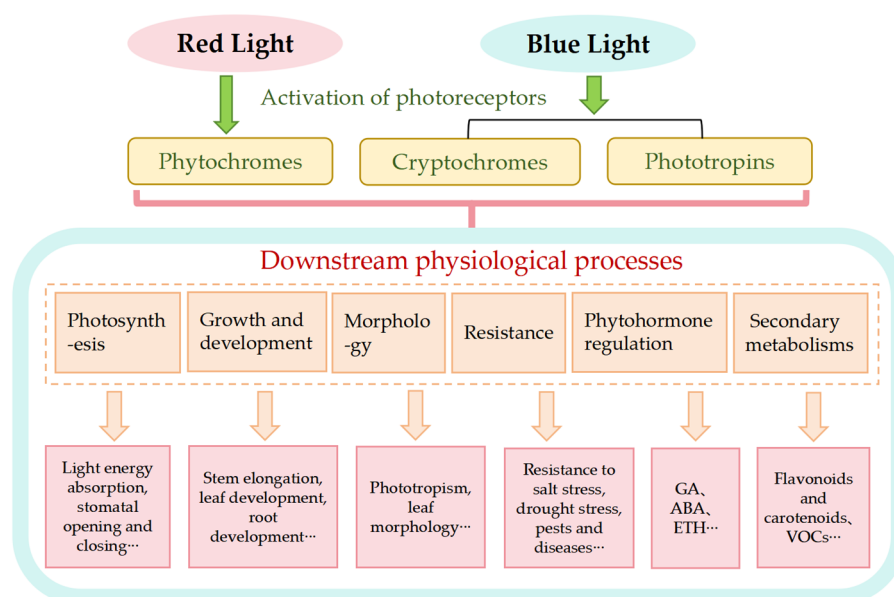 Red Light
Blue Light
Activation of photoreceptors
Phytochromes
Cryptochromes
Phototropins
Downstream physiological processes
Photosynth
-esis
Growth and
development
Morpholo
-gy
Resistance
Phytohormone
regulation
Secondary
metabolisms
Light energy
absorption,
stomatal
opening and
closing···
Stem elongation,
leaf development,
root
development···
Phototropism,
leaf
morphology···
Resistance to
salt stress,
drought stress,
pests and
diseases···
GA、
ABA、
ETH···
Flavonoids
and
carotenoids、
VOCs···